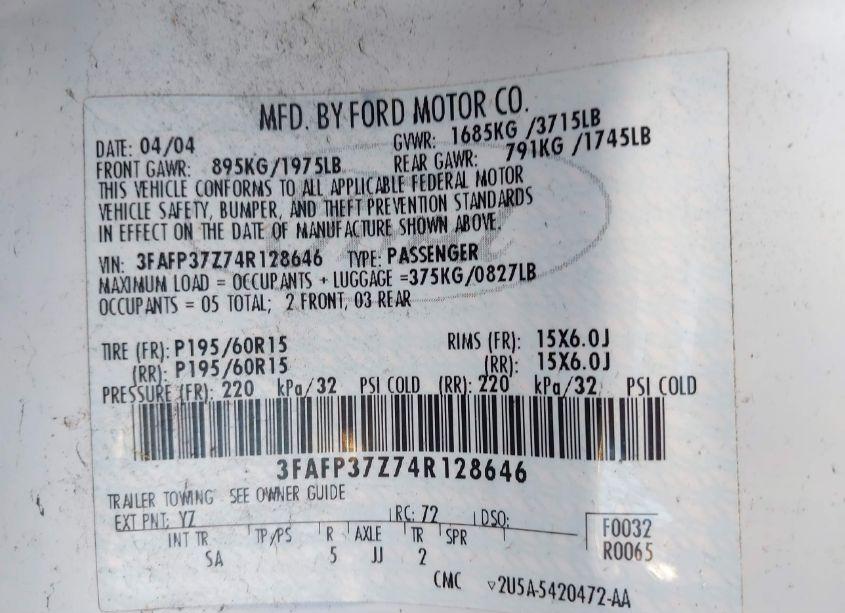 MFD. BY FORD MOTOR CO.
DATE: 04/04 GVWR: 1685KG /3715LB
FRONT GAWR: 895KG/1975LB REAR GAWR: 791KG /1745LB
THIS VEHICLE CONFORMS TO ALL APPLICABLE FEDERAL MOTOR
VEHICLE SAFETY, BUMPER, AND THEFT PREVENTION STANDARDS
IN EFFECT ON THE DATE OF MANUFACTURE SHOWN ABOVE.
VIN: 3FAFP37Z74R128646 TYPE: PASSENGER
MAXIMUM LOAD = OCCUPANTS + LUGGAGE =375KG/0827LB
OCCUPANTS = 05 TOTAL; 2 FRONT, 03 REAR
TIRE (FR): P195/60R15 RIMS (FR): 15X6.0J
(RR): P195/60R15 (RR): 15X6.0J
PRESSURE (FR): 220 kPa/32 PSI COLD (RR): 220 kPa/32 PSI COLD
3FAFP37Z74R128646
TRAILER TOWING SEE OWNER GUIDE
EXT PNT: YZ RC: 72 DSO: F0032
INT TR TP/PS R AXLE TR SPR R0065
SA 5 JJ 2
CMC ▽2U5A-5420472-AA